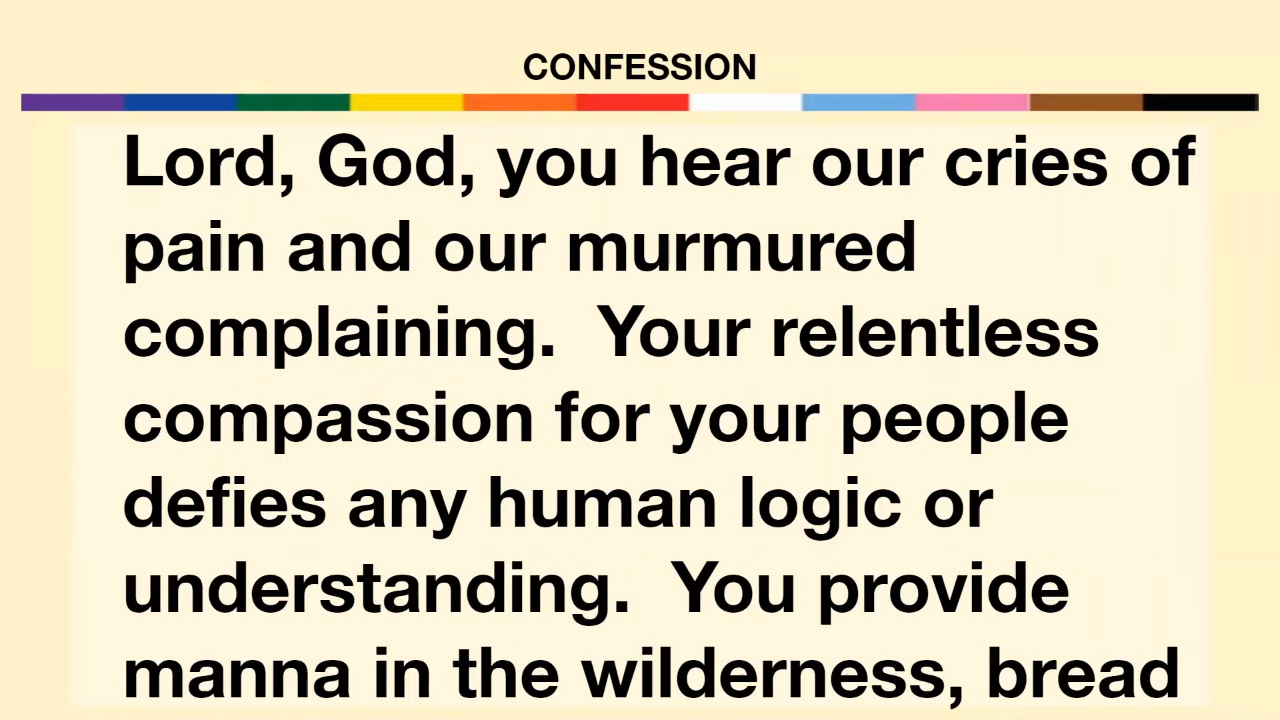 CONFESSION
Lord, God, you hear our cries of
pain and our murmured
complaining.  Your relentless
compassion for your people
defies any human logic or
understanding.  You provide
manna in the wilderness, bread